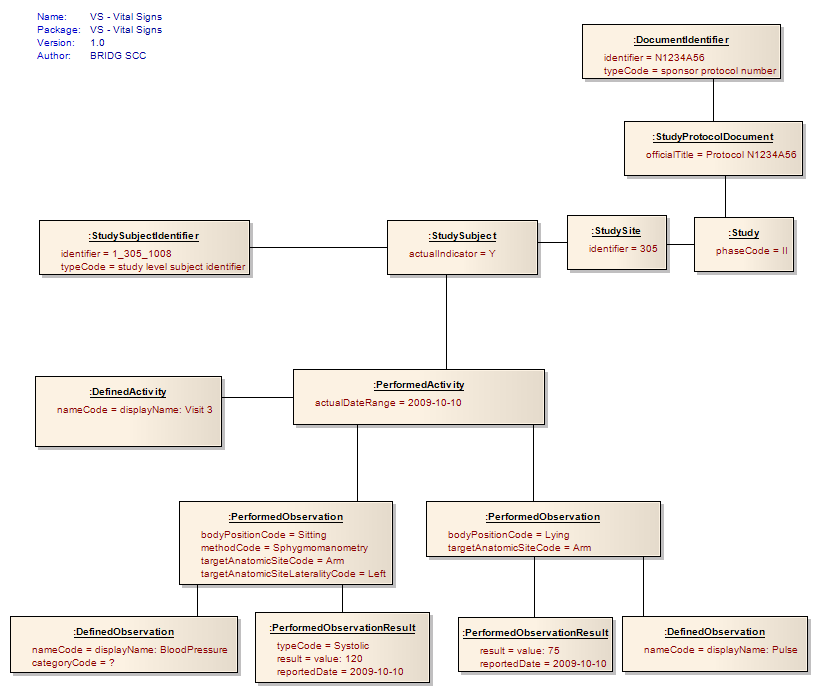 Name: VS - Vital Signs
Package: VS - Vital Signs
Version: 1.0
Author: BRIDG SCC
:DocumentIdentifier
identifier = N1234A56
typeCode = sponsor protocol number
:StudyProtocolDocument
officialTitle = Protocol N1234A56
:StudySubjectIdentifier
identifier = 1_305_1008
typeCode = study level subject identifier
:StudySubject
actualIndicator = Y
:StudySite
identifier = 305
:Study
phaseCode = II
:DefinedActivity
nameCode = displayName: Visit 3
:PerformedActivity
actualDateRange = 2009-10-10
:PerformedObservation
bodyPositionCode = Sitting
methodCode = Sphygmomanometry
targetAnatomicSiteCode = Arm
targetAnatomicSiteLateralityCode = Left
:PerformedObservation
bodyPositionCode = Lying
targetAnatomicSiteCode = Arm
:DefinedObservation
nameCode = displayName: BloodPressure
categoryCode = ?
:PerformedObservationResult
typeCode = Systolic
result = value: 120
reportedDate = 2009-10-10
:PerformedObservationResult
result = value: 75
reportedDate = 2009-10-10
:DefinedObservation
nameCode = displayName: Pulse